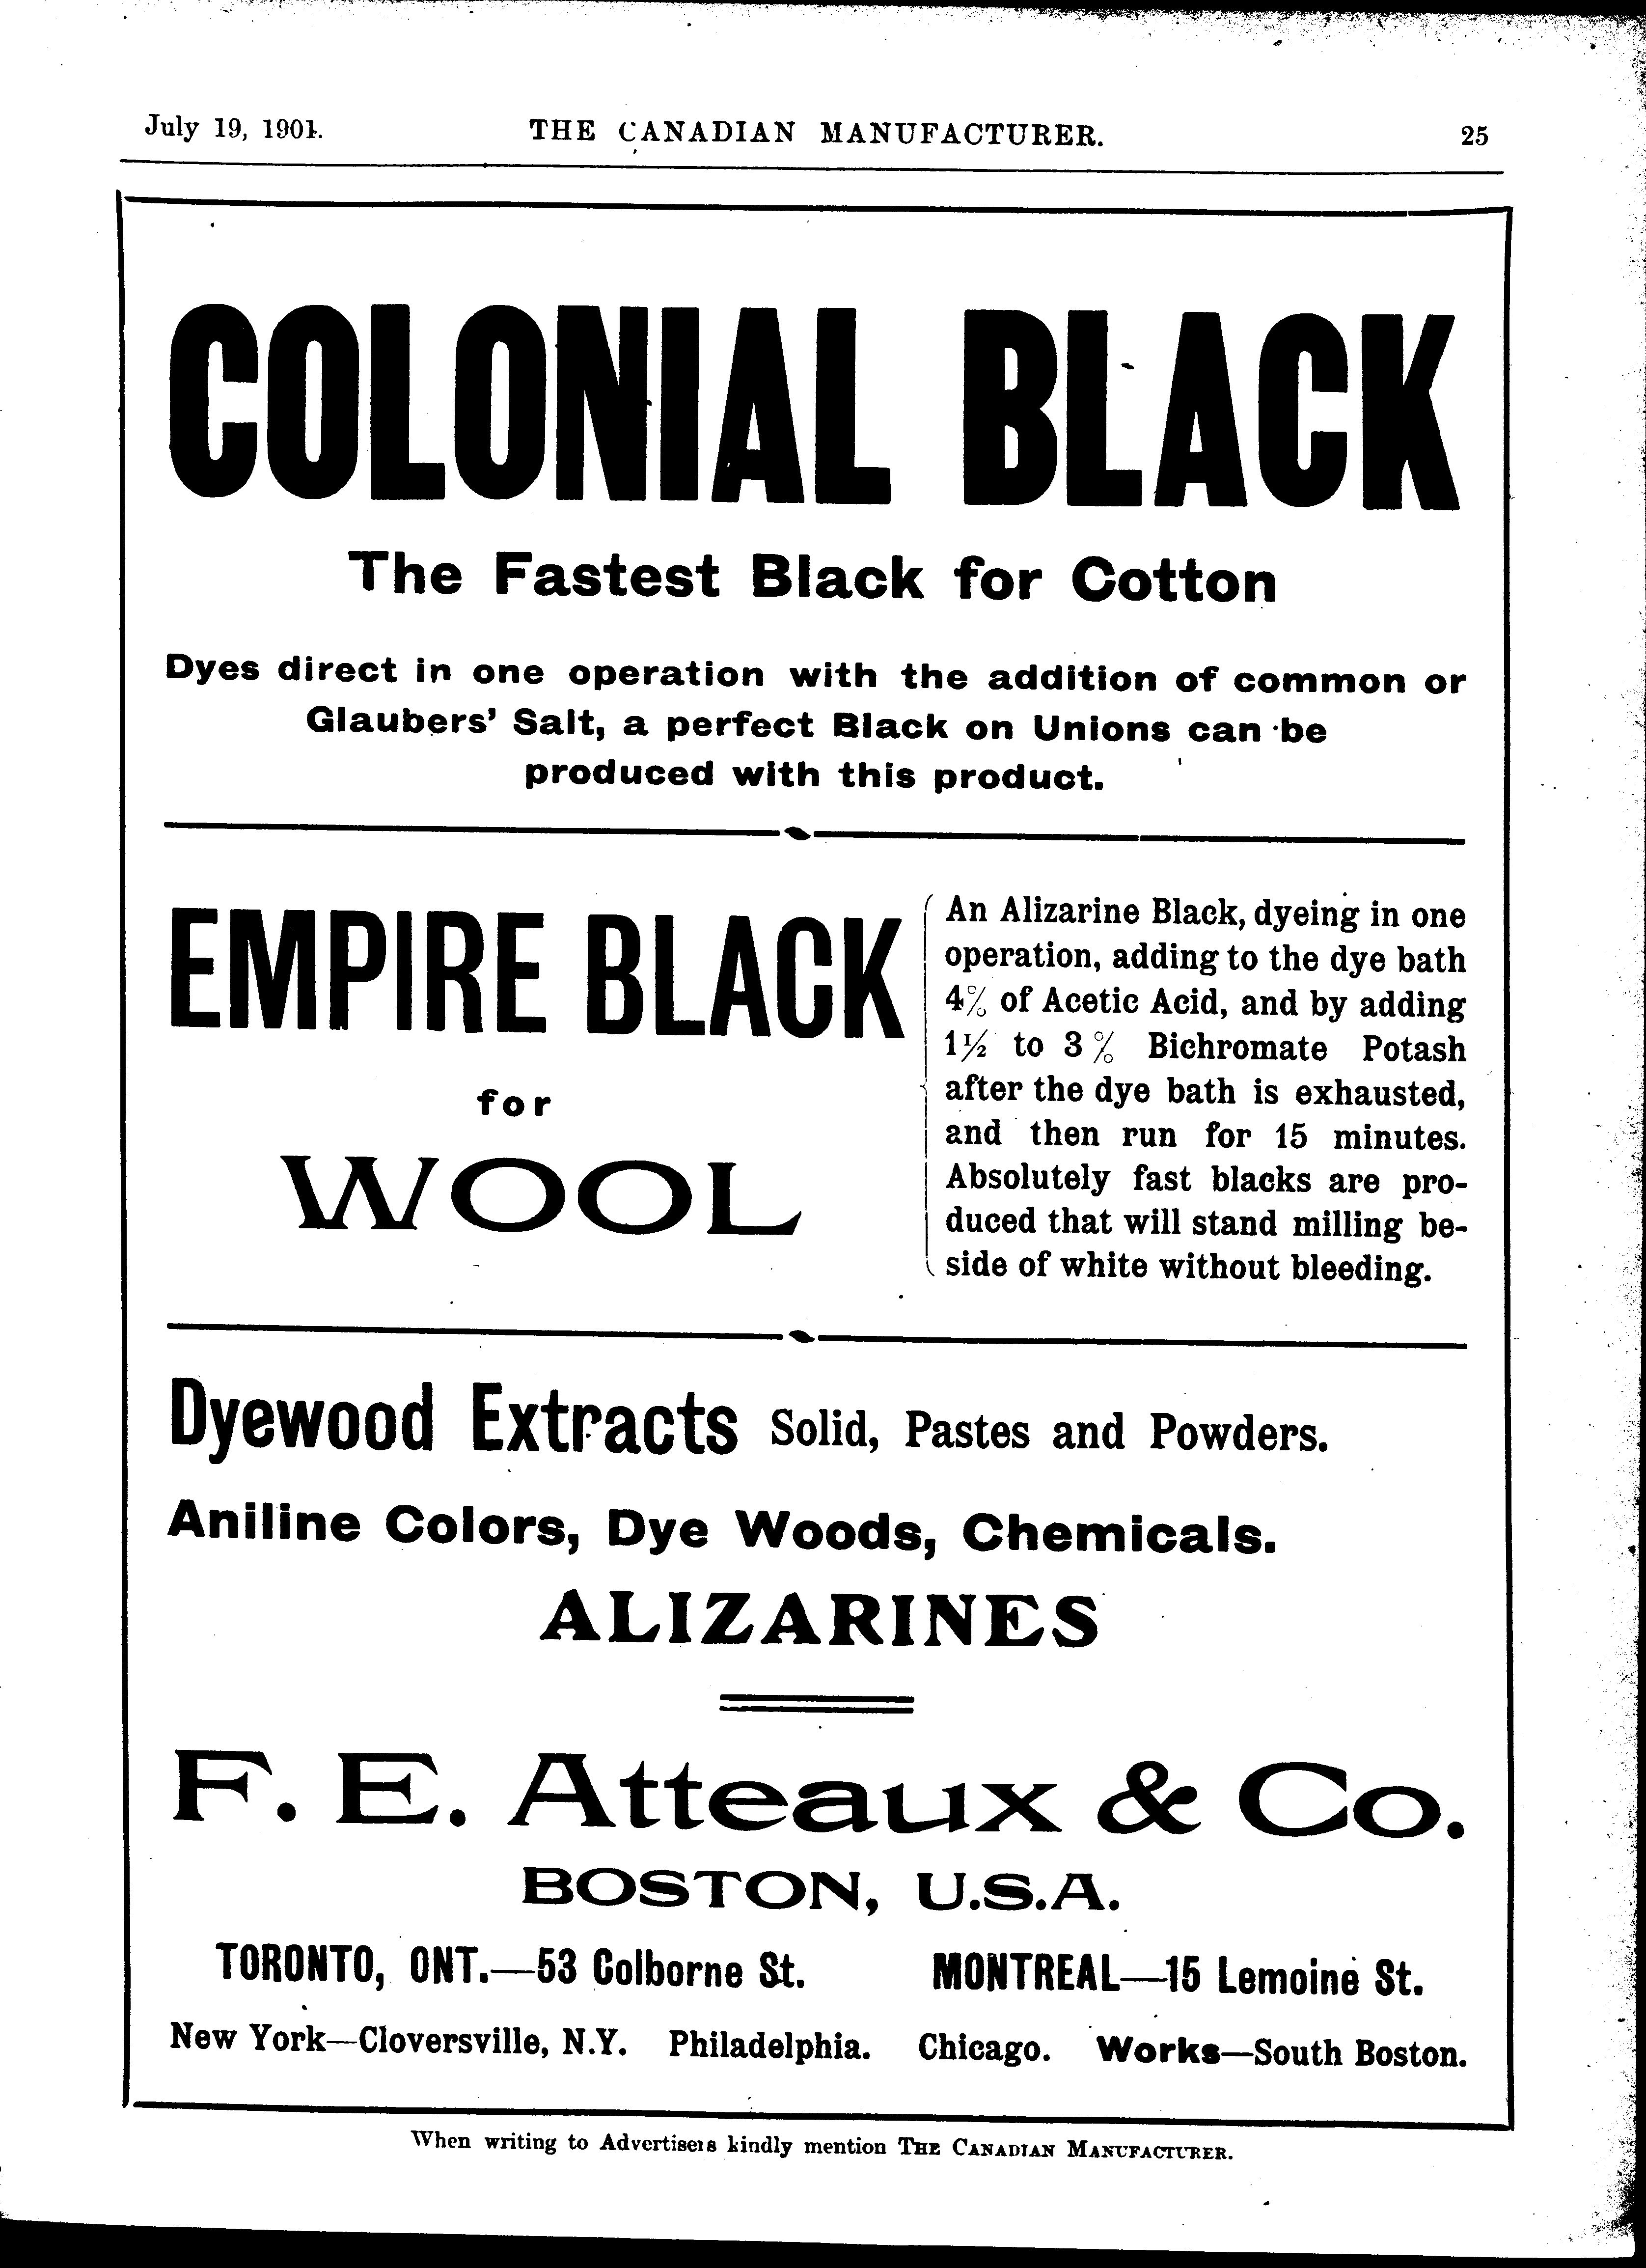 July 19, 1901.
THE CANADIAN MANUFACTURER.
25
COLONIAL BLACK
The Fastest Black for Cotton
Dyes direct in one operation with the addition of common or
Glaubers' Salt, a perfect Black on Unions can be
produced with this product.
EMPIRE BLACK
for
WOOL
An Alizarine Black, dyeing in one
operation, adding to the dye bath
4% of Acetic Acid, and by adding
1½ to 3% Bichromate Potash
after the dye bath is exhausted,
and then run for 15 minutes.
Absolutely fast blacks are pro-
duced that will stand milling be-
side of white without bleeding.
Dyewood Extracts Solid, Pastes and Powders.
Aniline Colors, Dye Woods, Chemicals.
ALIZARINES
F. E. Atteaux & Co.
BOSTON, U.S.A.
TORONTO, ONT.—53 Colborne St. MONTREAL—15 Lemoine St.
New York—Cloversville, N.Y. Philadelphia. Chicago. Works—South Boston.
When writing to Advertisers kindly mention THE CANADIAN MANUFACTURER.